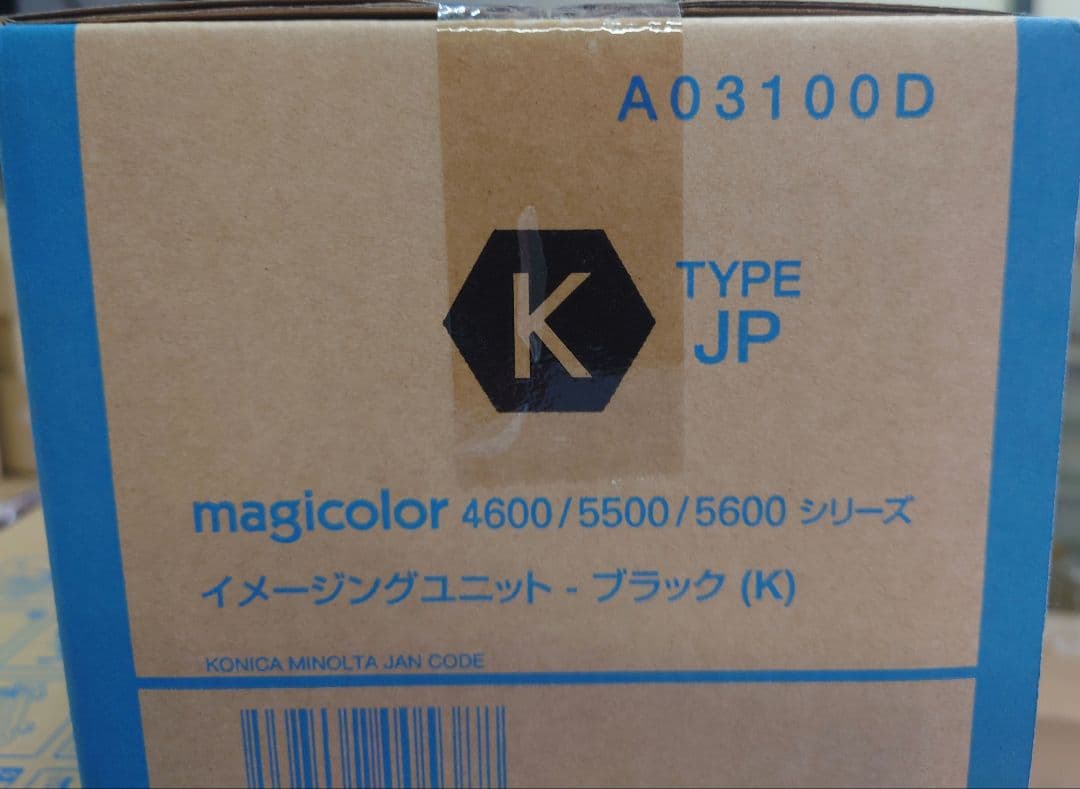 A03100D
K
TYPE
JP
magicolor 4600/5500/5600 シリーズ
イメージングユニット - ブラック (K)
KONICA MINOLTA JAN CODE